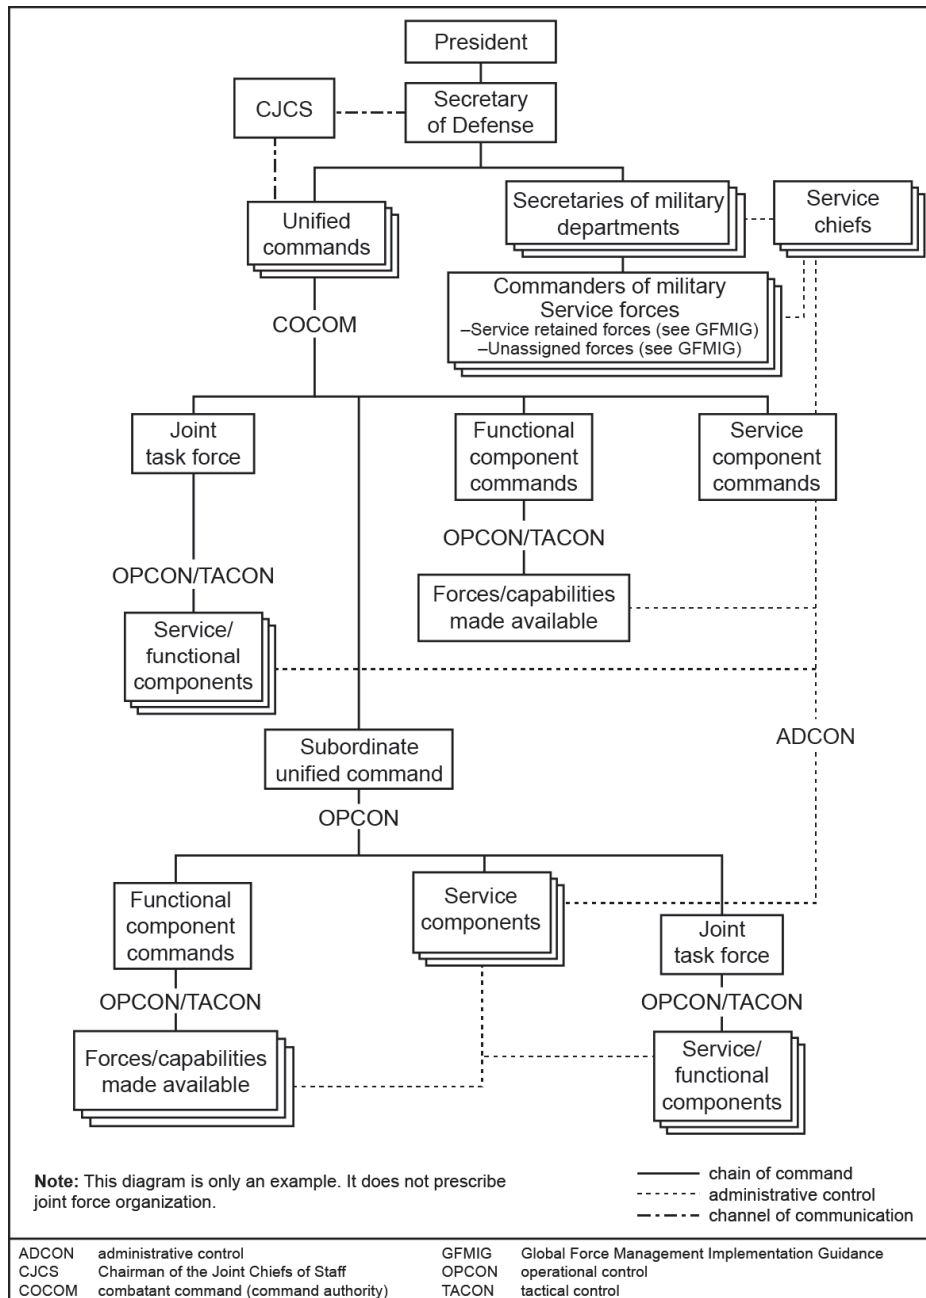 President
CJCS
Secretary
of Defense
Unified
commands
Secretaries of military
departments
Service
chiefs
Commanders of military
Service forces
–Service retained forces (see GFMIG)
–Unassigned forces (see GFMIG)
COCOM
Joint
task force
Functional
component
commands
Service
component
commands
OPCON/TACON
OPCON/TACON
Forces/capabilities
made available
Service/
functional
components
ADCON
Subordinate
unified command
OPCON
Functional
component
commands
Service
components
Joint
task force
OPCON/TACON
OPCON/TACON
Forces/capabilities
made available
Service/
functional
components
Note: This diagram is only an example. It does not prescribe
joint force organization.
chain of command
administrative control
channel of communication
ADCON administrative control
CJCS Chairman of the Joint Chiefs of Staff
COCOM combatant command (command authority)
GFMIG Global Force Management Implementation Guidance
OPCON operational control
TACON tactical control